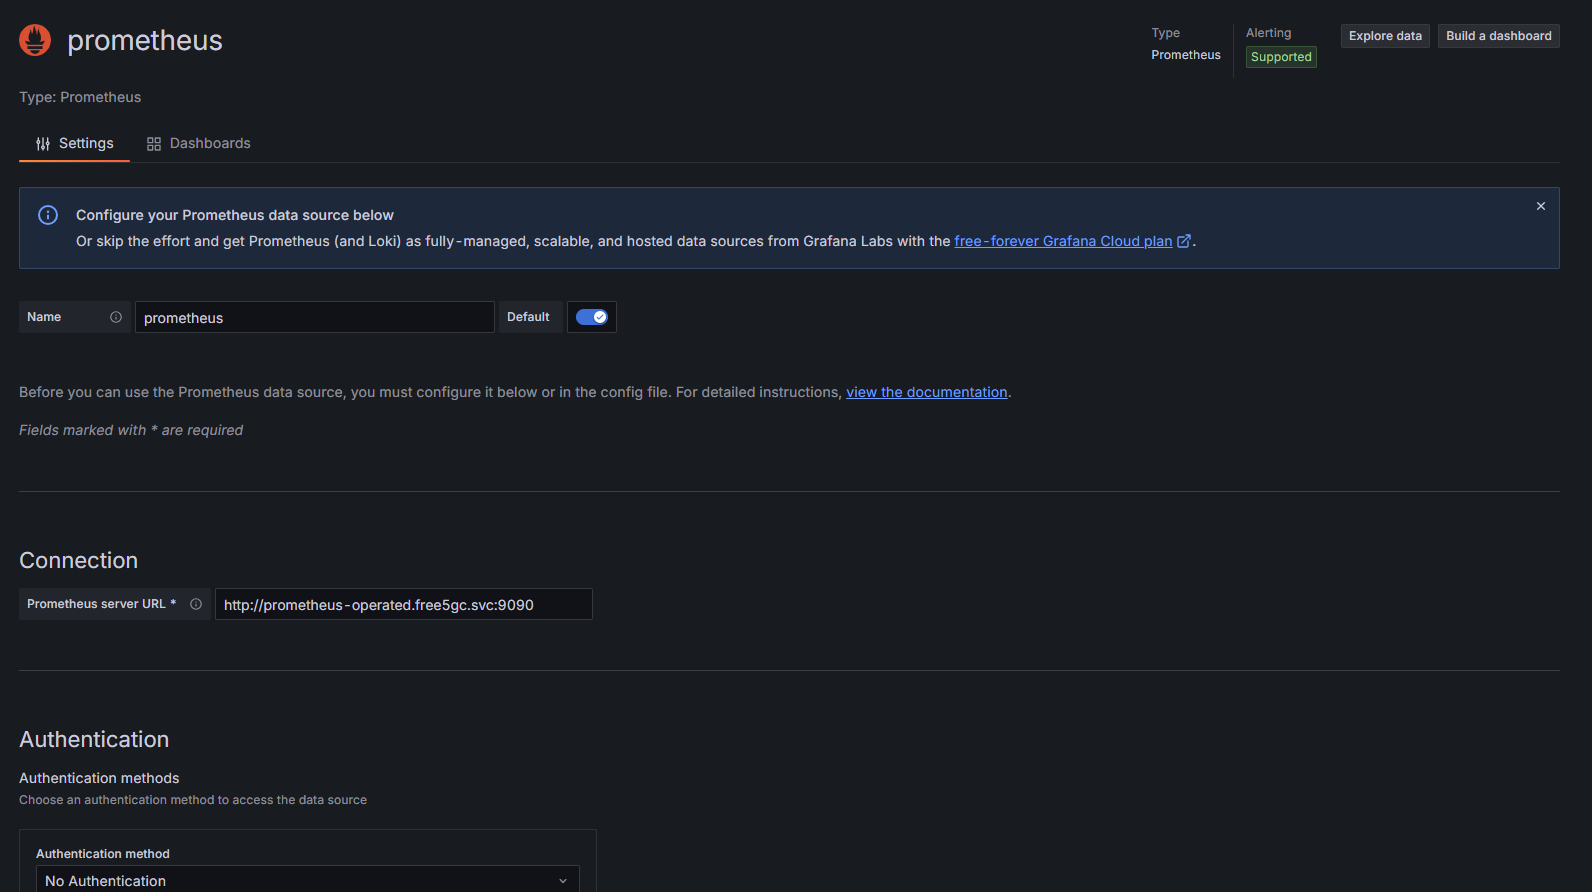 prometheus
Type
Prometheus
Alerting
Supported
Explore data
Build a dashboard
Type: Prometheus
Settings
Dashboards
Configure your Prometheus data source below
Or skip the effort and get Prometheus (and Loki) as fully-managed, scalable, and hosted data sources from Grafana Labs with the free-forever Grafana Cloud plan.
Name
prometheus
Default
Before you can use the Prometheus data source, you must configure it below or in the config file. For detailed instructions, view the documentation.
Fields marked with * are required
Connection
Prometheus server URL *
http://prometheus-operated.free5gc.svc:9090
Authentication
Authentication methods
Choose an authentication method to access the data source
Authentication method
No Authentication